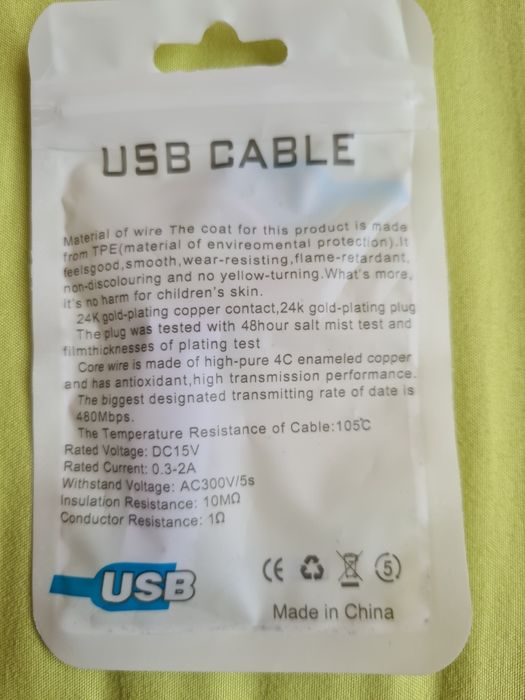 USB CABLE
Material of wire The coat for this product is made
from TPE(material of envireomental protection).It
feelsgood,smooth,wear-resisting,flame-retardant,
non-discolouring and no yellow-turning.What's more,
it's no harm for children's skin.
24K gold-plating copper contact,24k gold-plating plug
The plug was tested with 48hour salt mist test and
filmthicknesses of plating test
Core wire is made of high-pure 4C enameled copper
and has antioxidant,high transmission performance.
The biggest designated transmitting rate of date is
480Mbps.
The Temperature Resistance of Cable:105℃
Rated Voltage: DC15V
Rated Current: 0.3-2A
Withstand Voltage: AC300V/5s
Insulation Resistance: 10MΩ
Conductor Resistance: 1Ω
USB
CE 5
Made in China